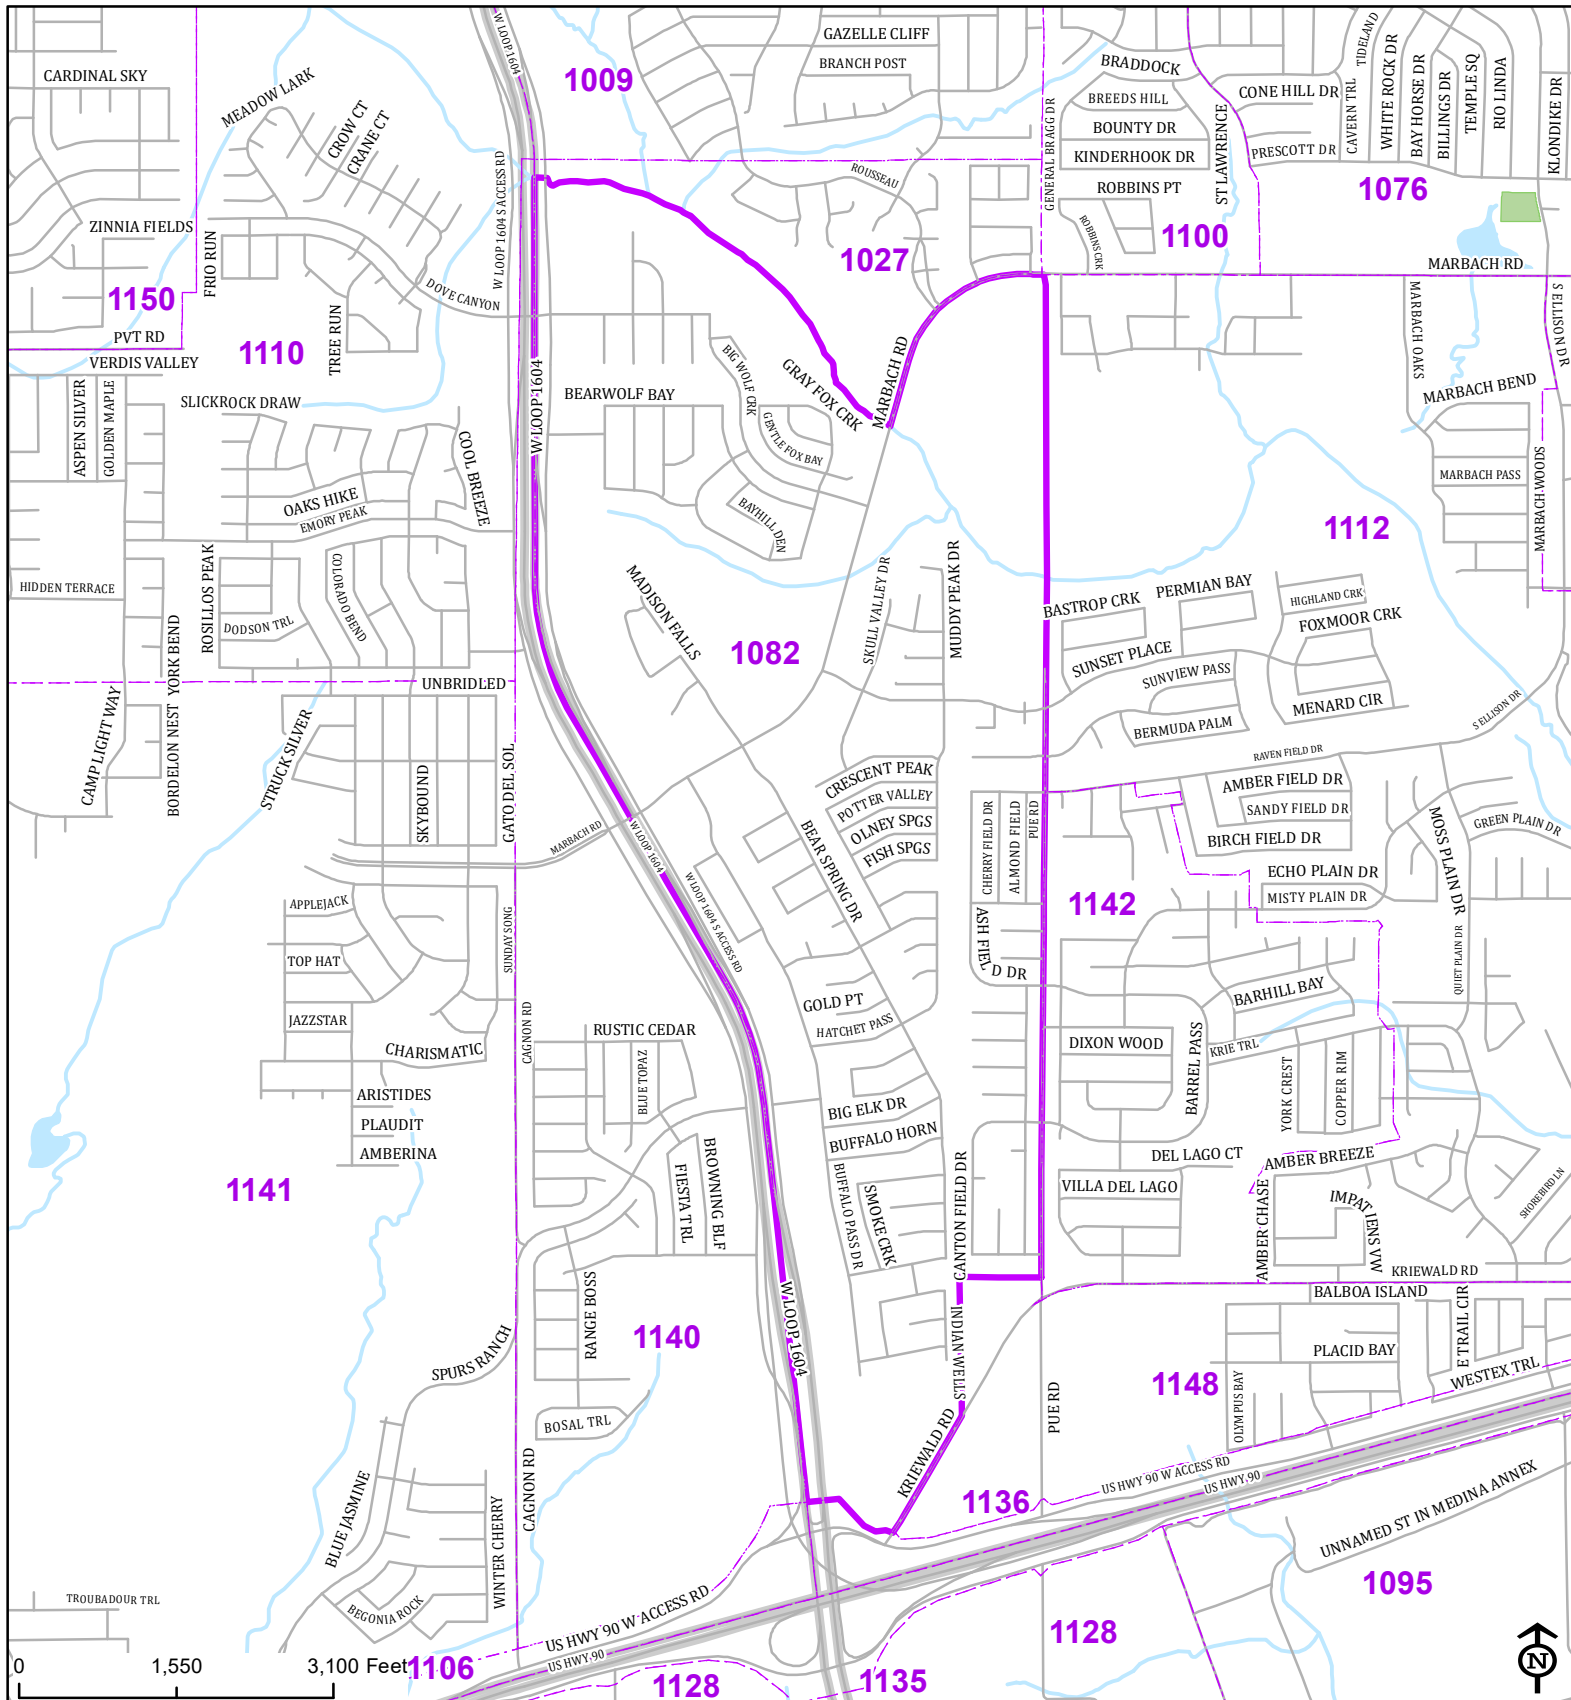 W LOOP 1604
GAZELLE CLIFF
1009
BRANCH POST
CARDINAL SKY
MEADOW LARK
CROW CT
CRANE CT
BRADDOCK
BREEDS HILL
BOUNTY DR
KINDERHOOK DR
ROBBINS PT
ROBBINS CRK
GENERAL BRAGG DR
ST LAWRENCE
CONE HILL DR
TIDELAND
CAVERN TRL
WHITE ROCK DR
BAY HORSE DR
BILLINGS DR
TEMPLE SQ
RIO LINDA
KLONDIKE DR
PRESCOTT DR
1076
1100
W LOOP 1604 S ACCESS RD
ROUSSEAU
1027
ZINNIA FIELDS
FRIO RUN
1150
PVT RD
VERDIS VALLEY
1110
TREE RUN
DOVE CANYON
MARBACH RD
S ELLISON DR
MARBACH OAKS
MARBACH BEND
MARBACH PASS
MARBACH WOODS
ASPEN SILVER
GOLDEN MAPLE
SLICKROCK DRAW
COOL BREEZE
OAKS HIKE
EMORY PEAK
W LOOP 1604
BEARWOLF BAY
BIG WOLF CRK
GENTLE FOX BAY
GRAY FOX CRK
MARBACH RD
BAYHILL DEN
1112
HIDDEN TERRACE
ROSILLOS PEAK
COLORADO BEND
DODSON TRL
YORK BEND
BORDELON NEST
CAMP LIGHT WAY
UNBRIDLED
MADISON FALLS
1082
SKULL VALLEY DR
MUDDY PEAK DR
BASTROP CRK
PERMIAN BAY
HIGHLAND CRK
FOXMOOR CRK
SUNSET PLACE
SUNVIEW PASS
BERMUDA PALM
MENARD CIR
S ELLISON DR
RAVEN FIELD DR
STRUCK SILVER
SKYBOUND
GATO DEL SOL
MARBACH RD
W LOOP 1604
W LOOP 1604 S ACCESS RD
CRESCENT PEAK
POTTER VALLEY
OLNEY SPGS
FISH SPGS
BEAR SPRING DR
CHERRY FIELD DR
ALMOND FIELD
PUE RD
AMBER FIELD DR
SANDY FIELD DR
BIRCH FIELD DR
MOSS PLAIN DR
GREEN PLAIN DR
ECHO PLAIN DR
MISTY PLAIN DR
1142
APPLEJACK
TOP HAT
JAZZSTAR
CHARISMATIC
SUNDAY SONG
CAGNON RD
ASH FIELD DR
QUIET PLAIN DR
BARHILL BAY
GOLD PT
HATCHET PASS
RUSTIC CEDAR
BLUE TOPAZ
DIXON WOOD
BARREL PASS
KRIE TRL
YORK CREST
COPPER RIM
ARISTIDES
PLAUDIT
AMBERINA
BIG ELK DR
BUFFALO HORN
BUFFALO PASS DR
SMOKE CRK
CANTON FIELD DR
1141
FIESTA TRL
BROWNING BLF
DEL LAGO CT
VILLA DEL LAGO
AMBER BREEZE
AMBER CHASE
IMPATIENS VW
SHOREBIRD LN
KRIEWALD RD
BALBOA ISLAND
E TRAIL CIR
PLACID BAY
WESTEX TRL
OLYMPUS BAY
1148
RANGE BOSS
1140
W LOOP 1604
INDIAN WELLS
SPURS RANCH
BOSAL TRL
PUE RD
KRIEWALD RD
US HWY 90 W ACCESS RD
US HWY 90
1136
BLUE JASMINE
WINTER CHERRY
CAGNON RD
UNNAMED ST IN MEDINA ANNEX
1095
TROUBADOUR TRL
BEGONIA ROCK
US HWY 90 W ACCESS RD
US HWY 90
1128
0 1,550 3,100 Feet
1106
1128
1135
N